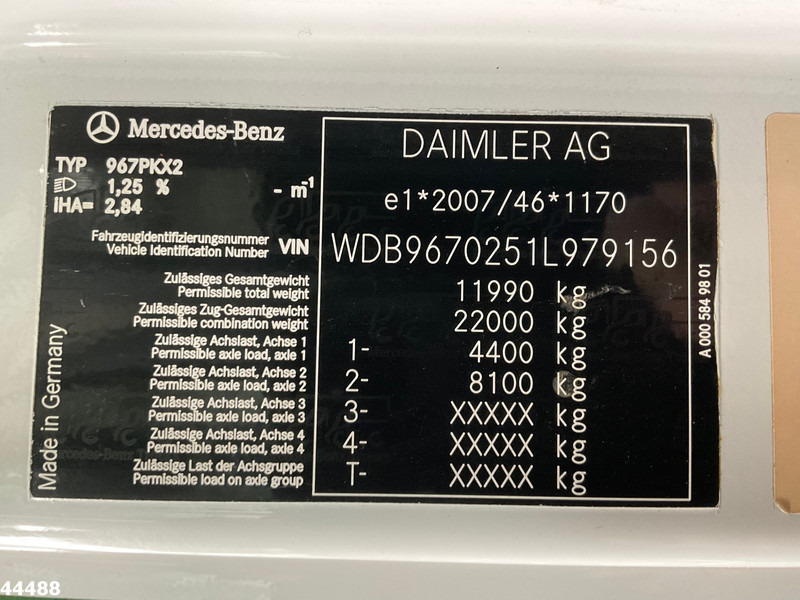 Mercedes-Benz
TYP 967PKX2
1,25 % - m-1
IHA= 2,84
DAIMLER AG
e1*2007/46*1170
Fahrzeugidentifizierungsnummer
Vehicle Identification Number VIN WDB9670251L979156
Zulässiges Gesamtgewicht
Permissible total weight 11990 kg
Zulässiges Zug-Gesamtgewicht
Permissible combination weight 22000 kg
Zulässige Achslast, Achse 1
Permissible axle load, axle 1 1- 4400 kg
Zulässige Achslast, Achse 2
Permissible axle load, axle 2 2- 8100 kg
Zulässige Achslast, Achse 3
Permissible axle load, axle 3 3- XXXXX kg
Zulässige Achslast, Achse 4
Permissible axle load, axle 4 4- XXXXX kg
Zulässige Last der Achsgruppe
Permissible load on axle group T- XXXXX kg
Made in Germany
A 000 584 98 01
44488